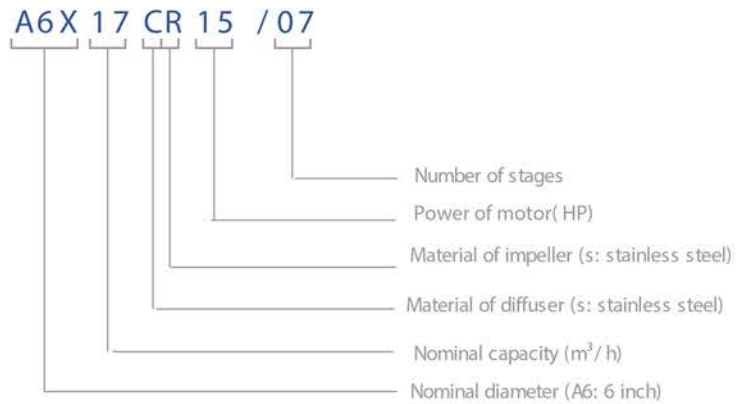 A6X 17 CR 15 /07
Number of stages
Power of motor( HP)
Material of impeller (s: stainless steel)
Material of diffuser (s: stainless steel)
Nominal capacity (m³/ h)
Nominal diameter (A6: 6 inch)